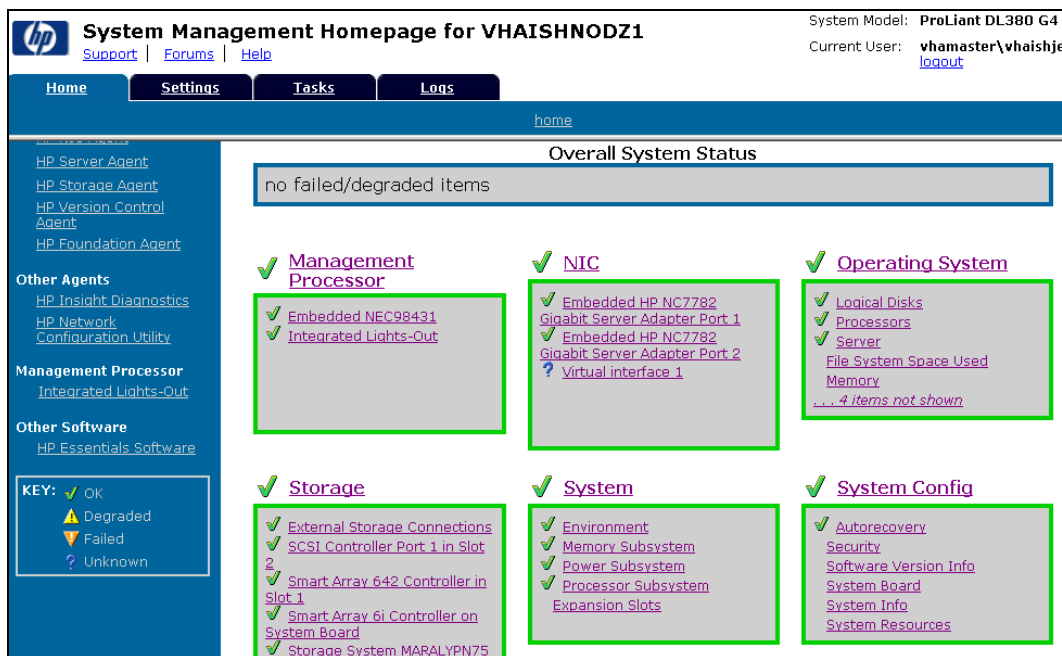 hp
System Management Homepage for VHAISHNODZ1
Support | Forums | Help
System Model: ProLiant DL380 G4
Current User: vhamaster\vhaishje
logout
Home Settings Tasks Logs
home
HP Server Agent
HP Storage Agent
HP Version Control
Agent
HP Foundation Agent
Other Agents
HP Insight Diagnostics
HP Network
Configuration Utility
Management Processor
Integrated Lights-Out
Other Software
HP Essentials Software
KEY: OK
Degraded
Failed
? Unknown
Overall System Status
no failed/degraded items
Management
Processor
Embedded NEC98431
Integrated Lights-Out
NIC
Embedded HP NC7782
Gigabit Server Adapter Port 1
Embedded HP NC7782
Gigabit Server Adapter Port 2
? Virtual interface 1
Operating System
Logical Disks
Processors
Server
File System Space Used
Memory
. . . 4 items not shown
Storage
External Storage Connections
SCSI Controller Port 1 in Slot
2
Smart Array 642 Controller in
Slot 1
Smart Array 6i Controller on
System Board
Storage System MARALYPN75
System
Environment
Memory Subsystem
Power Subsystem
Processor Subsystem
Expansion Slots
System Config
Autorecovery
Security
Software Version Info
System Board
System Info
System Resources